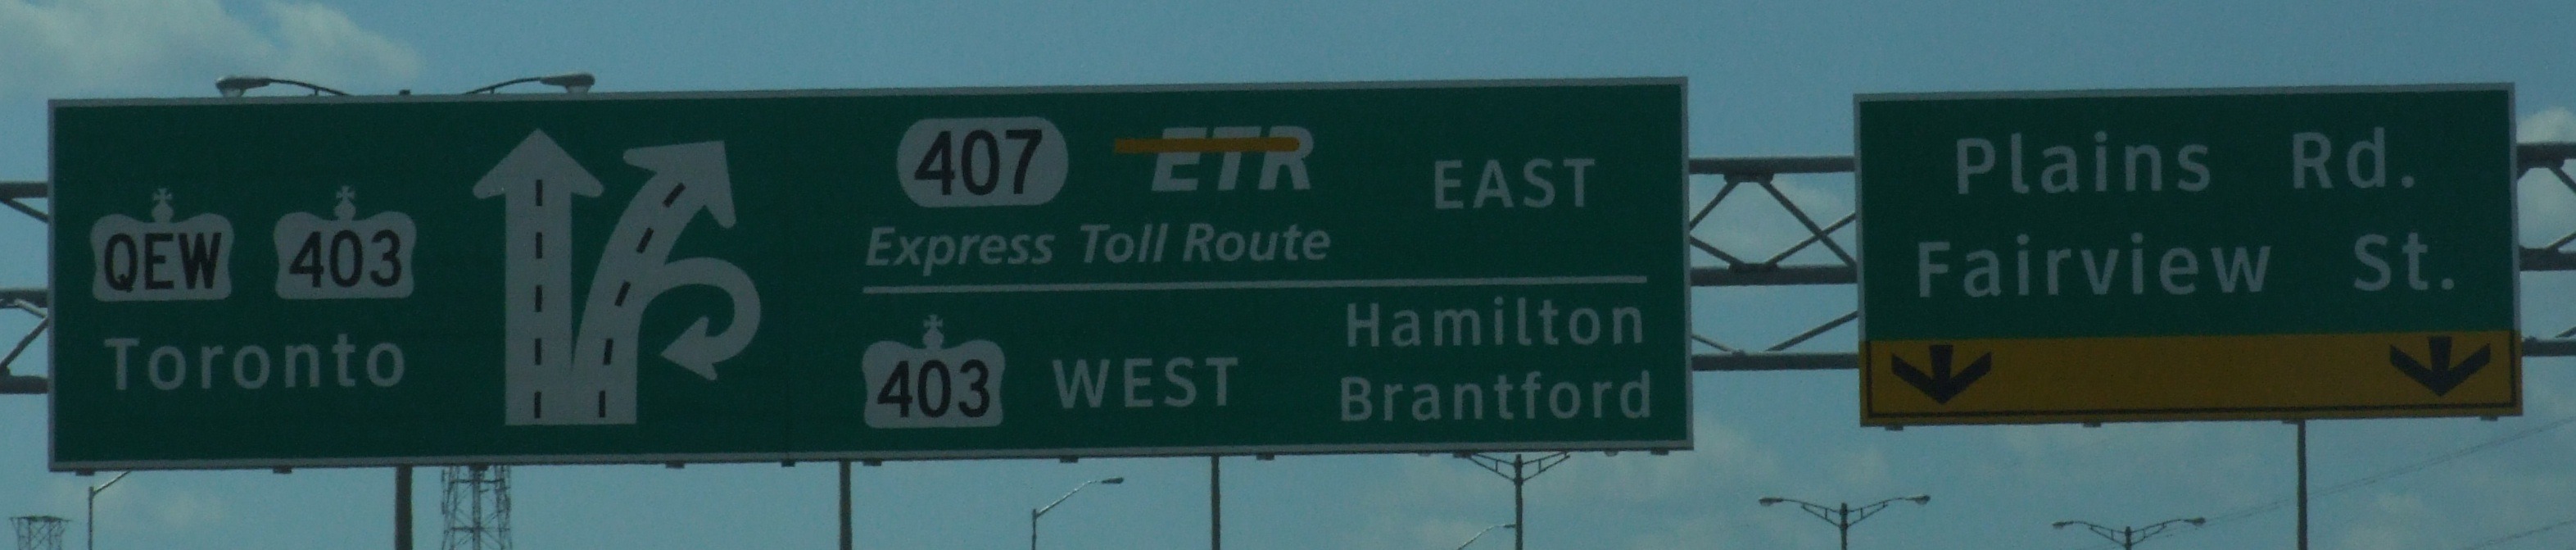 QEW 403
Toronto
407 ETR EAST
Express Toll Route
403 WEST Hamilton
Brantford
Plains Rd.
Fairview St.